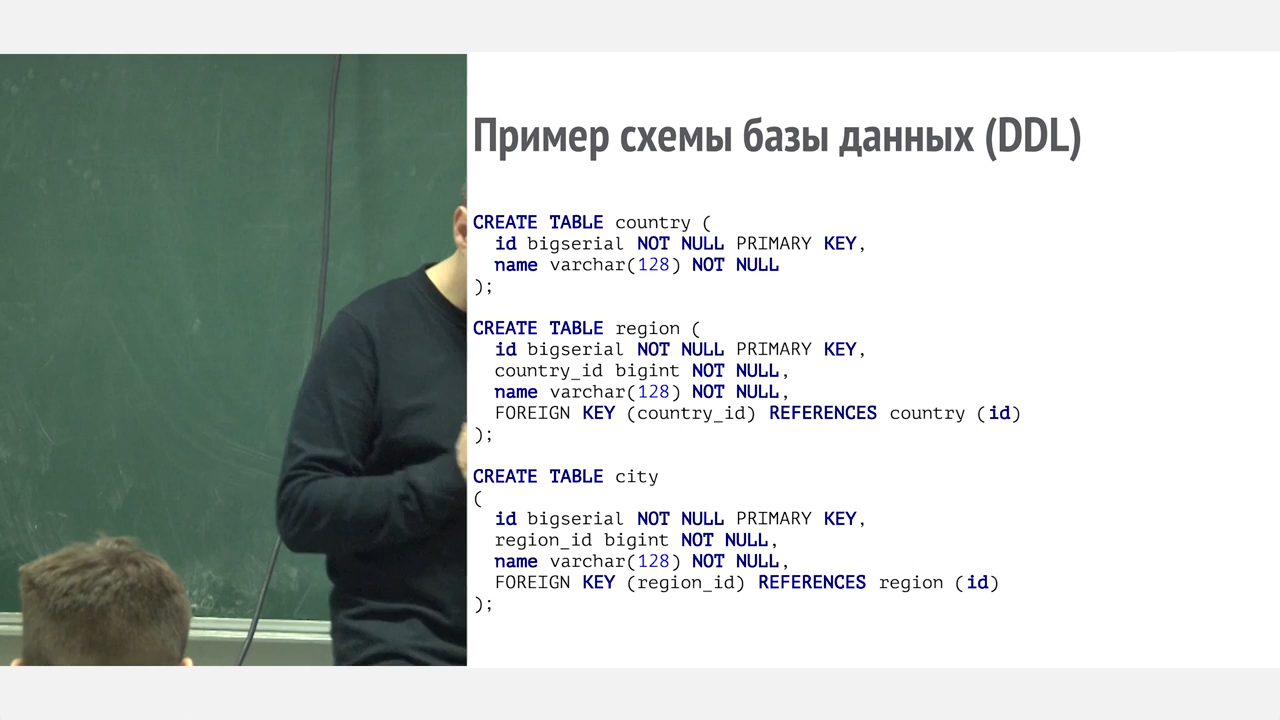 Пример схемы базы данных (DDL)
CREATE TABLE country (
id bigserial NOT NULL PRIMARY KEY,
name varchar(128) NOT NULL
);
CREATE TABLE region (
id bigserial NOT NULL PRIMARY KEY,
country_id bigint NOT NULL,
name varchar(128) NOT NULL,
FOREIGN KEY (country_id) REFERENCES country (id)
);
CREATE TABLE city
(
id bigserial NOT NULL PRIMARY KEY,
region_id bigint NOT NULL,
name varchar(128) NOT NULL,
FOREIGN KEY (region_id) REFERENCES region (id)
);